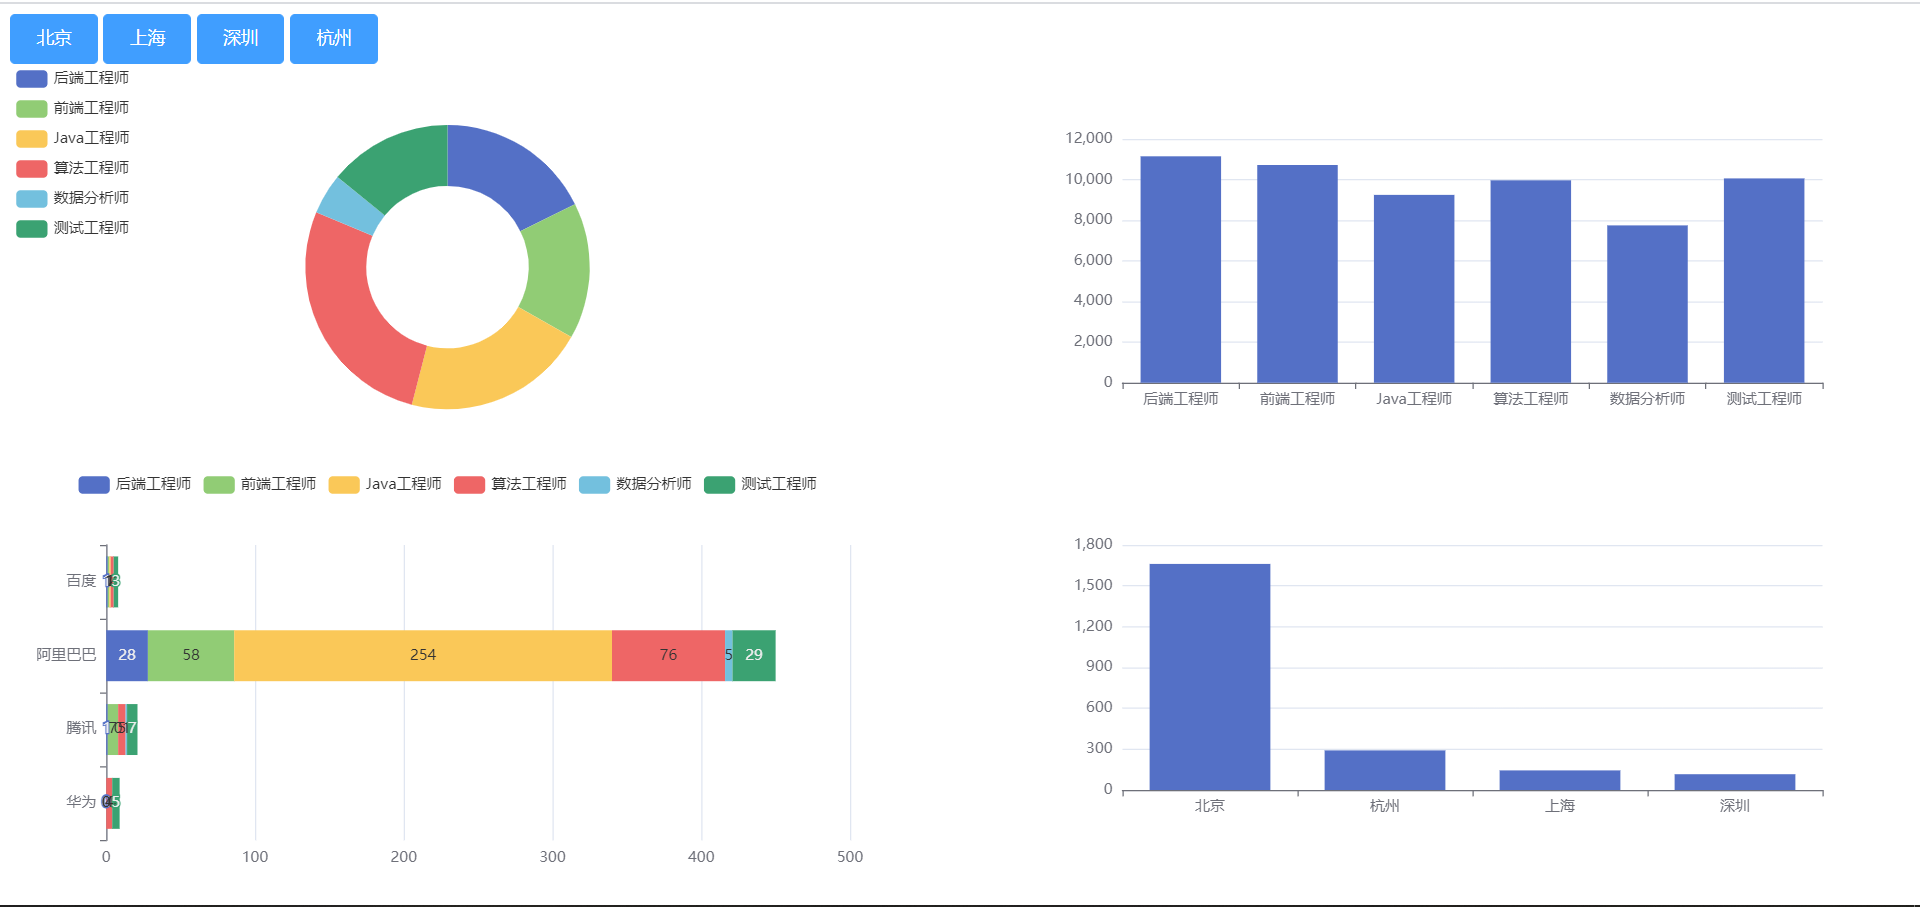 北京 上海 深圳 杭州
后端工程师
前端工程师
Java工程师
算法工程师
数据分析师
测试工程师
12,000
10,000
8,000
6,000
4,000
2,000
0
后端工程师 前端工程师 Java工程师 算法工程师 数据分析师 测试工程师
后端工程师 前端工程师 Java工程师 算法工程师 数据分析师 测试工程师
百度 3
阿里巴巴 28 58 254 76 5 29
腾讯 7
华为 5
0 100 200 300 400 500
1,800
1,500
1,200
900
600
300
0
北京 杭州 上海 深圳